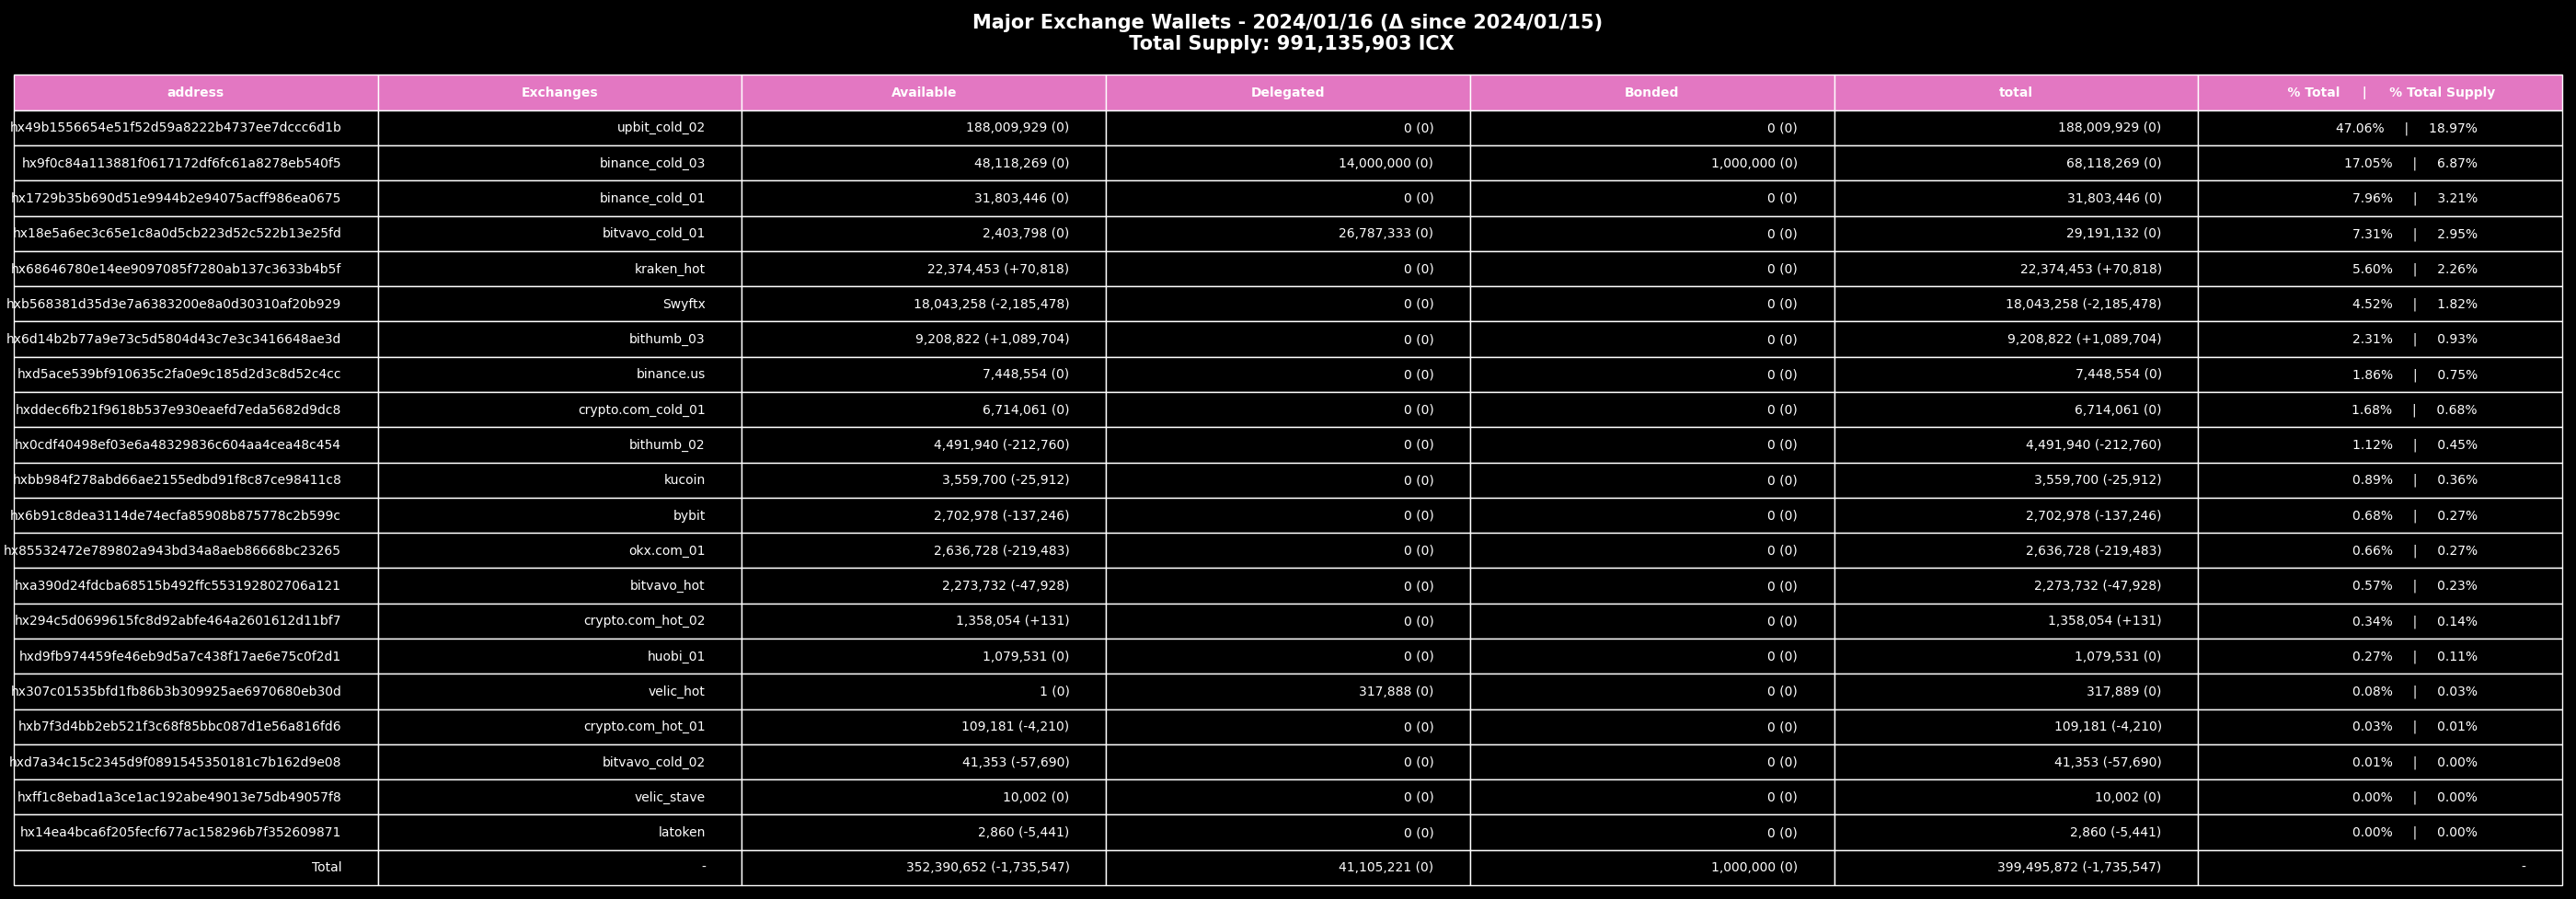 Major Exchange Wallets - 2024/01/16 (Δ since 2024/01/15)
Total Supply: 991,135,903 ICX
address Exchanges Available Delegated Bonded total % Total | % Total Supply
hx49b1556654e51f52d59a8222b4737ee7dccc6d1b upbit_cold_02 188,009,929 (0) 0 (0) 0 (0) 188,009,929 (0) 47.06% | 18.97%
hx9f0c84a113881f0617172df6fc61a8278eb540f5 binance_cold_03 48,118,269 (0) 14,000,000 (0) 1,000,000 (0) 68,118,269 (0) 17.05% | 6.87%
hx1729b35b690d51e9944b2e94075acff986ea0675 binance_cold_01 31,803,446 (0) 0 (0) 0 (0) 31,803,446 (0) 7.96% | 3.21%
hx18e5a6ec3c65e1c8a0d5cb223d52c522b13e25fd bitvavo_cold_01 2,403,798 (0) 26,787,333 (0) 0 (0) 29,191,132 (0) 7.31% | 2.95%
hx68646780e14ee9097085f7280ab137c3633b4b5f kraken_hot 22,374,453 (+70,818) 0 (0) 0 (0) 22,374,453 (+70,818) 5.60% | 2.26%
hxb568381d35d3e7a6383200e8a0d30310af20b929 Swyftx 18,043,258 (-2,185,478) 0 (0) 0 (0) 18,043,258 (-2,185,478) 4.52% | 1.82%
hx6d14b2b77a9e73c5d5804d43c7e3c3416648ae3d bithumb_03 9,208,822 (+1,089,704) 0 (0) 0 (0) 9,208,822 (+1,089,704) 2.31% | 0.93%
hxd5ace539bf910635c2fa0e9c185d2d3c8d52c4cc binance.us 7,448,554 (0) 0 (0) 0 (0) 7,448,554 (0) 1.86% | 0.75%
hxddec6fb21f9618b537e930eaefd7eda5682d9dc8 crypto.com_cold_01 6,714,061 (0) 0 (0) 0 (0) 6,714,061 (0) 1.68% | 0.68%
hx0cdf40498ef03e6a48329836c604aa4cea48c454 bithumb_02 4,491,940 (-212,760) 0 (0) 0 (0) 4,491,940 (-212,760) 1.12% | 0.45%
hxbb984f278abd66ae2155edbd91f8c87ce98411c8 kucoin 3,559,700 (-25,912) 0 (0) 0 (0) 3,559,700 (-25,912) 0.89% | 0.36%
hx6b91c8dea3114de74ecfa85908b875778c2b599c bybit 2,702,978 (-137,246) 0 (0) 0 (0) 2,702,978 (-137,246) 0.68% | 0.27%
hx85532472e789802a943bd34a8aeb86668bc23265 okx.com_01 2,636,728 (-219,483) 0 (0) 0 (0) 2,636,728 (-219,483) 0.66% | 0.27%
hxa390d24fdcba68515b492ffc553192802706a121 bitvavo_hot 2,273,732 (-47,928) 0 (0) 0 (0) 2,273,732 (-47,928) 0.57% | 0.23%
hx294c5d0699615fc8d92abfe464a2601612d11bf7 crypto.com_hot_02 1,358,054 (+131) 0 (0) 0 (0) 1,358,054 (+131) 0.34% | 0.14%
hxd9fb974459fe46eb9d5a7c438f17ae6e75c0f2d1 huobi_01 1,079,531 (0) 0 (0) 0 (0) 1,079,531 (0) 0.27% | 0.11%
hx307c01535bfd1fb86b3b309925ae6970680eb30d velic_hot 1 (0) 317,888 (0) 0 (0) 317,889 (0) 0.08% | 0.03%
hxb7f3d4bb2eb521f3c68f85bbc087d1e56a816fd6 crypto.com_hot_01 109,181 (-4,210) 0 (0) 0 (0) 109,181 (-4,210) 0.03% | 0.01%
hxd7a34c15c2345d9f0891545350181c7b162d9e08 bitvavo_cold_02 41,353 (-57,690) 0 (0) 0 (0) 41,353 (-57,690) 0.01% | 0.00%
hxff1c8ebad1a3ce1ac192abe49013e75db49057f8 velic_stave 10,002 (0) 0 (0) 0 (0) 10,002 (0) 0.00% | 0.00%
hx14ea4bca6f205fecf677ac158296b7f352609871 latoken 2,860 (-5,441) 0 (0) 0 (0) 2,860 (-5,441) 0.00% | 0.00%
Total - 352,390,652 (-1,735,547) 41,105,221 (0) 1,000,000 (0) 399,495,872 (-1,735,547) -